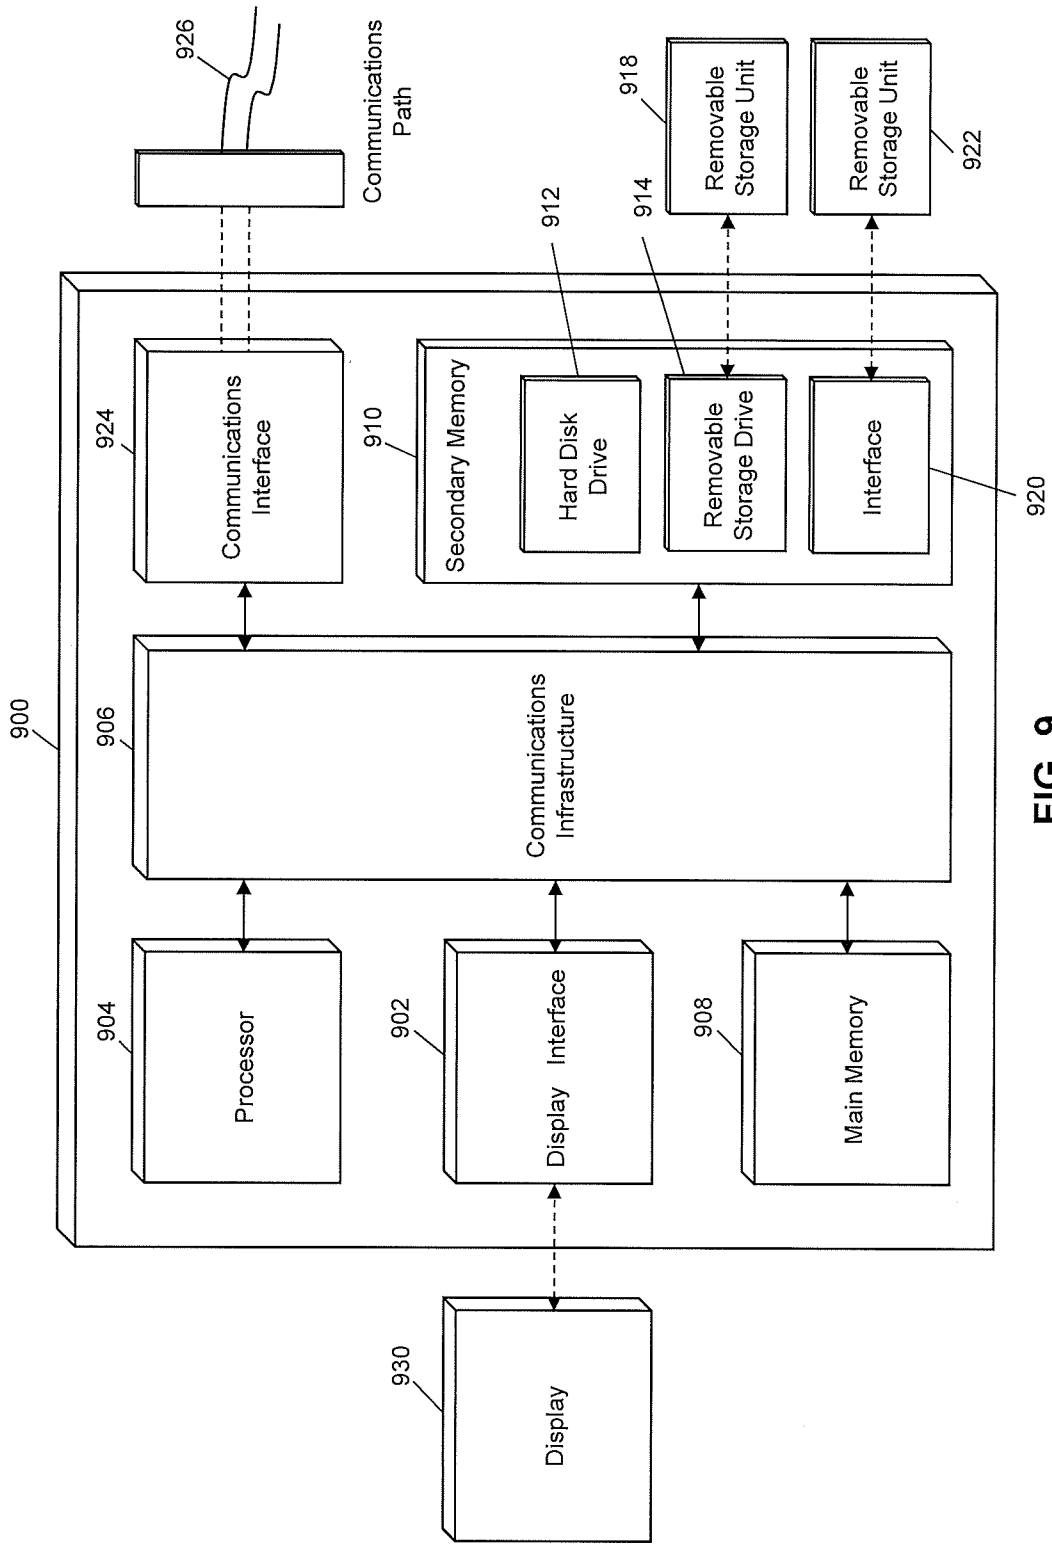 900
904
Processor
902
Display Interface
908
Main Memory
930
Display
906
Communications
Infrastructure
924
Communications
Interface
910
Secondary Memory
912
Hard Disk
Drive
914
Removable
Storage Drive
Interface
920
926
Communications
Path
918
Removable
Storage Unit
Removable
Storage Unit
922
FIG. 9